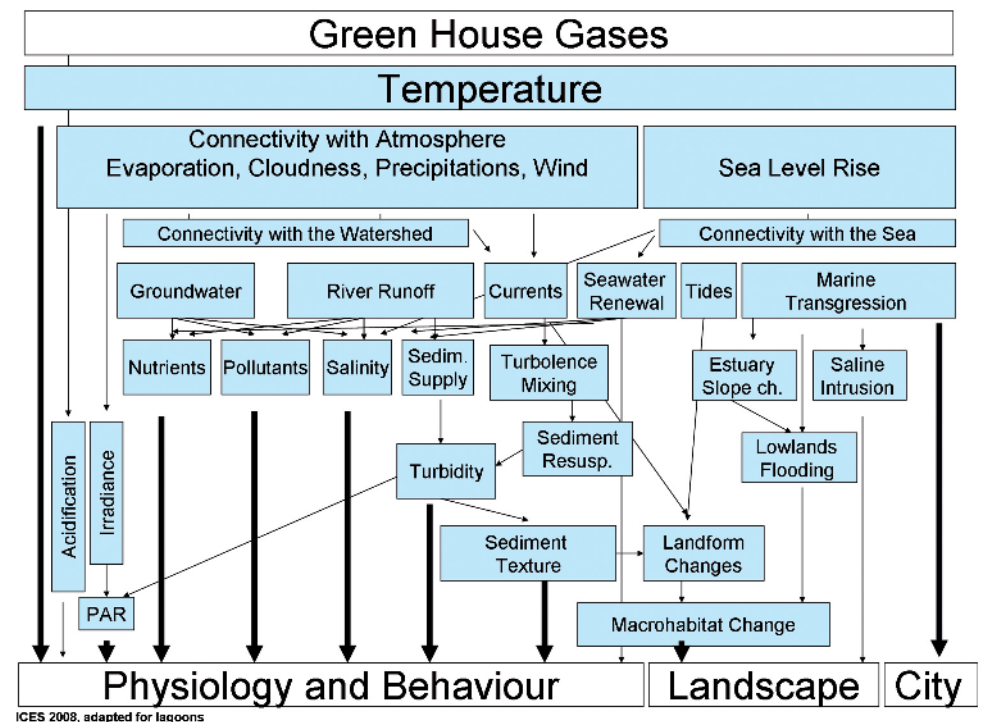 Green House Gases
Temperature
Connectivity with Atmosphere
Evaporation, Cloudness, Precipitations, Wind
Sea Level Rise
Connectivity with the Watershed
Connectivity with the Sea
Groundwater
River Runoff
Currents
Seawater
Renewal
Tides
Marine
Transgression
Nutrients
Pollutants
Salinity
Sedim.
Supply
Turbolence
Mixing
Estuary
Slope ch.
Saline
Intrusion
Acidification
Irradiance
Turbidity
Sediment
Resusp.
Lowlands
Flooding
Sediment
Texture
Landform
Changes
PAR
Macrohabitat Change
Physiology and Behaviour
Landscape
City
ICES 2008, adapted for lagoons